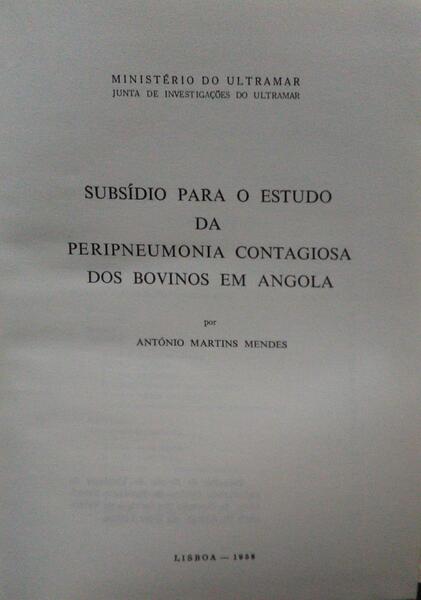 MINISTÉRIO DO ULTRAMAR
JUNTA DE INVESTIGAÇÕES DO ULTRAMAR
SUBSÍDIO PARA O ESTUDO
DA
PERIPNEUMONIA CONTAGIOSA
DOS BOVINOS EM ANGOLA
por
ANTÓNIO MARTINS MENDES
LISBOA — 1958